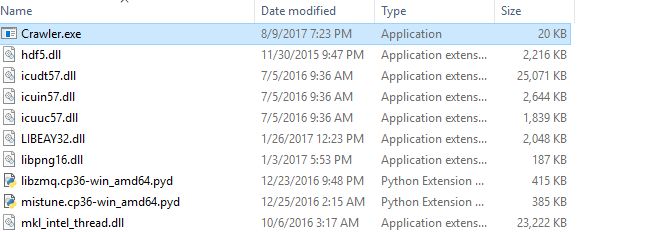 Name Date modified Type Size
Crawler.exe 8/9/2017 7:23 PM Application 20 KB
hdf5.dll 11/30/2015 9:47 PM Application extens... 2,216 KB
icudt57.dll 7/5/2016 9:36 AM Application extens... 25,071 KB
icuin57.dll 7/5/2016 9:36 AM Application extens... 2,644 KB
icuuc57.dll 7/5/2016 9:36 AM Application extens... 1,839 KB
LIBEAY32.dll 1/26/2017 12:23 PM Application extens... 2,048 KB
libpng16.dll 1/3/2017 5:53 PM Application extens... 187 KB
libzmq.cp36-win_amd64.pyd 12/23/2016 9:48 PM Python Extension ... 415 KB
mistune.cp36-win_amd64.pyd 12/25/2016 2:15 AM Python Extension ... 385 KB
mkl_intel_thread.dll 10/6/2016 3:17 AM Application extens... 23,222 KB